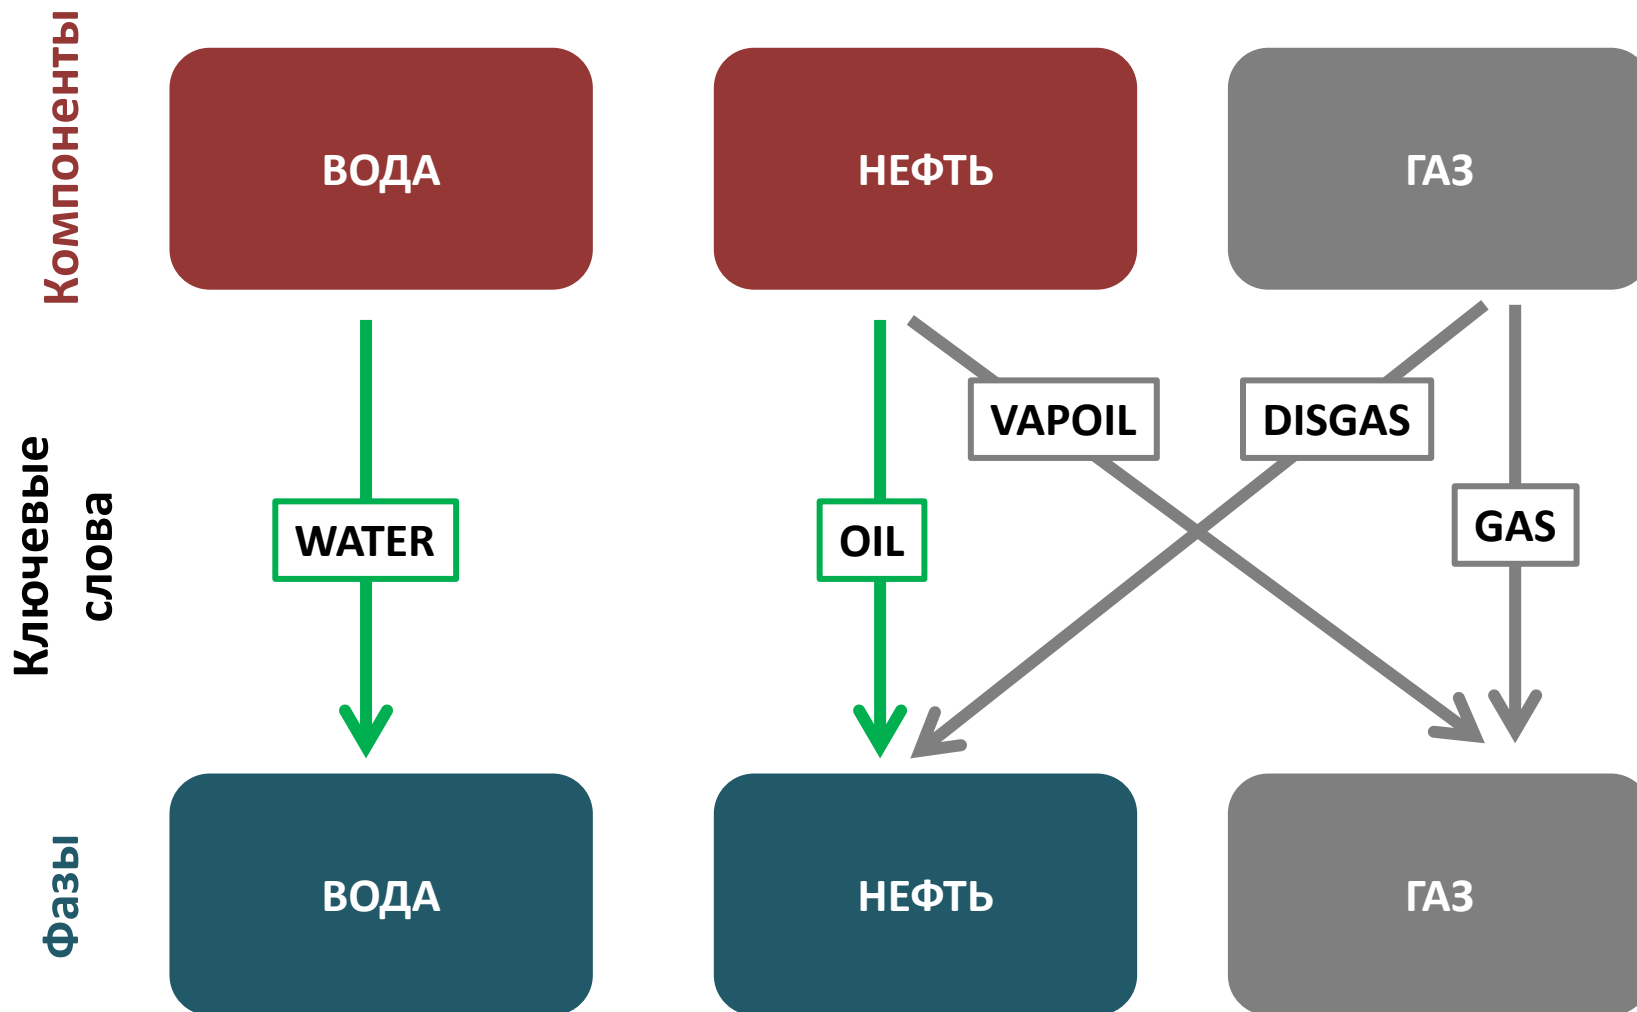 Компоненты
ВОДА
НЕФТЬ
ГАЗ
Ключевые
слова
VAPOIL
DISGAS
WATER
OIL
GAS
Фазы
ВОДА
НЕФТЬ
ГАЗ